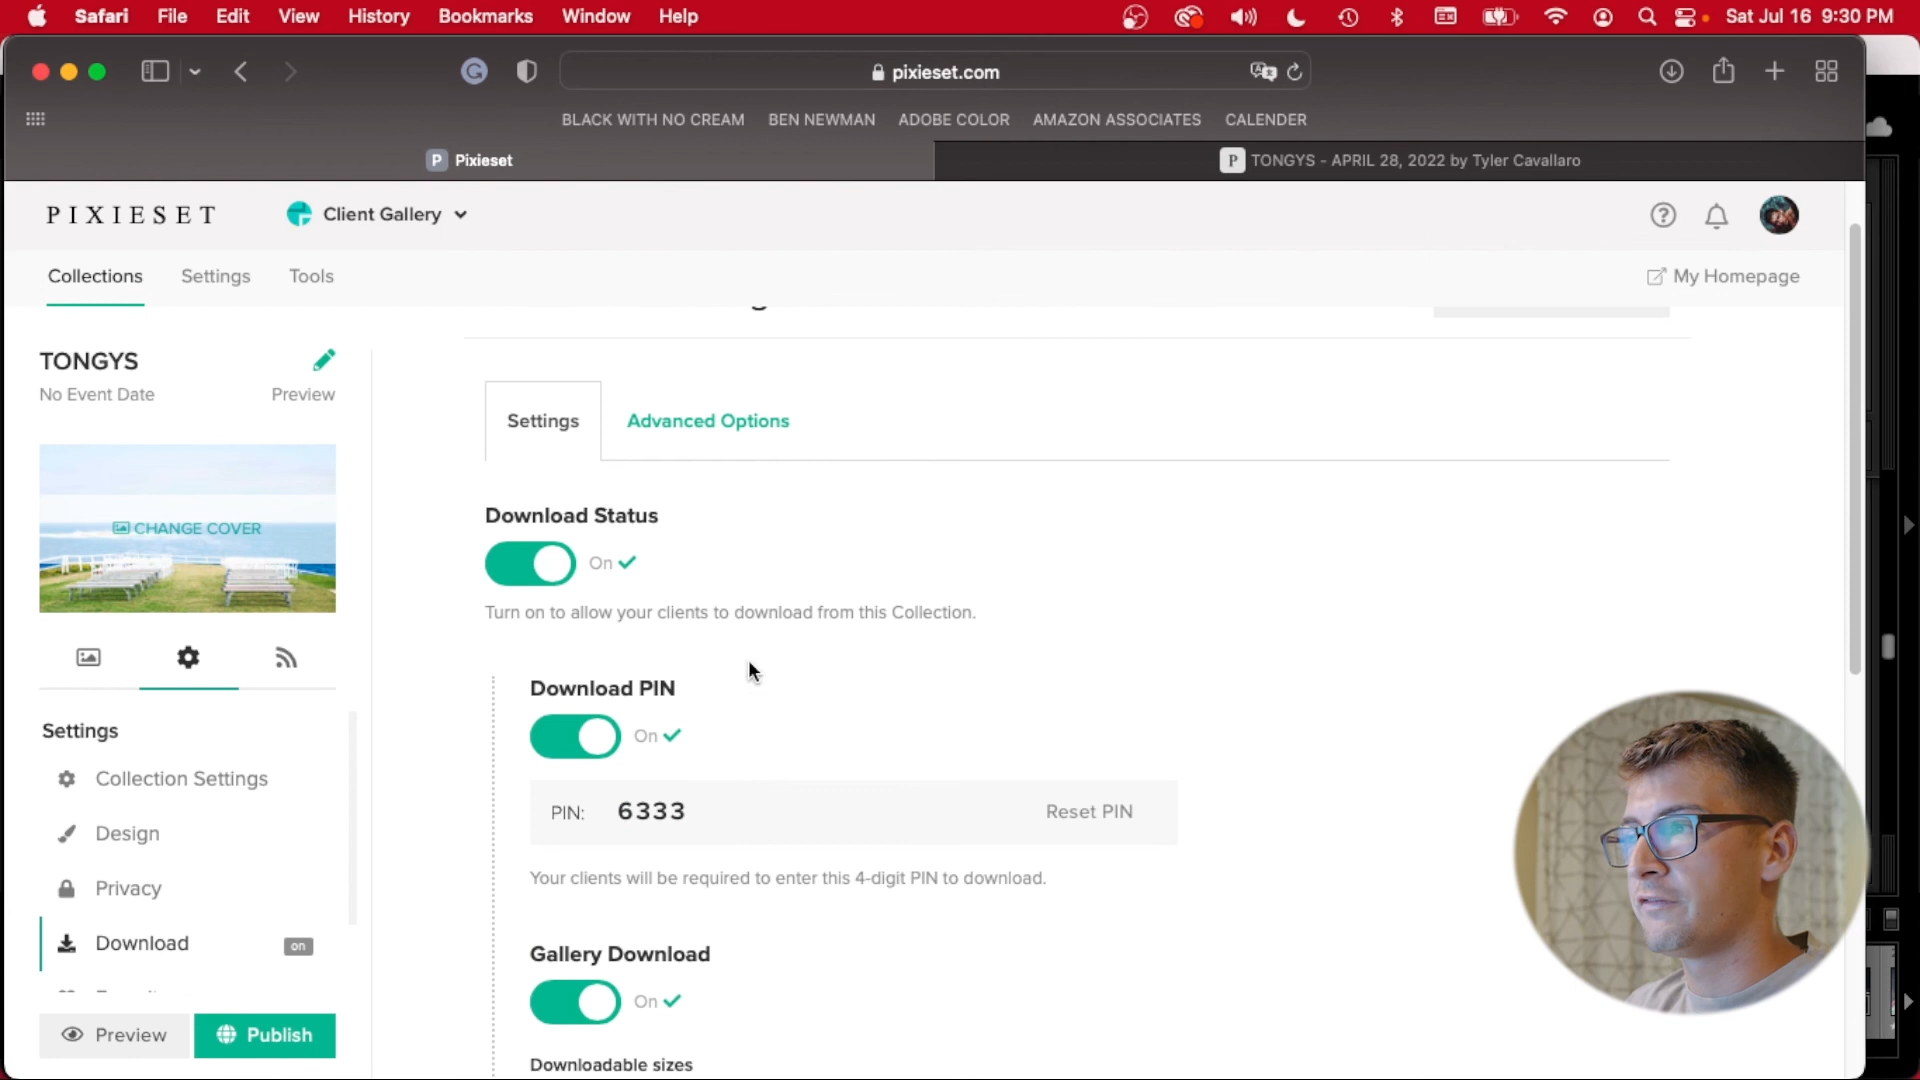 Safari File Edit View History Bookmarks Window Help Sat Jul 16 9:30 PM
pixieset.com
BLACK WITH NO CREAM BEN NEWMAN ADOBE COLOR AMAZON ASSOCIATES CALENDER
P Pixieset P TONGYS - APRIL 28, 2022 by Tyler Cavallaro
PIXIESET Client Gallery
Collections Settings Tools My Homepage
TONGYS
No Event Date Preview
CHANGE COVER
Settings
Collection Settings
Design
Privacy
Download on
Preview Publish
Settings Advanced Options
Download Status
On
Turn on to allow your clients to download from this Collection.
Download PIN
On
PIN: 6333 Reset PIN
Your clients will be required to enter this 4-digit PIN to download.
Gallery Download
On
Downloadable sizes